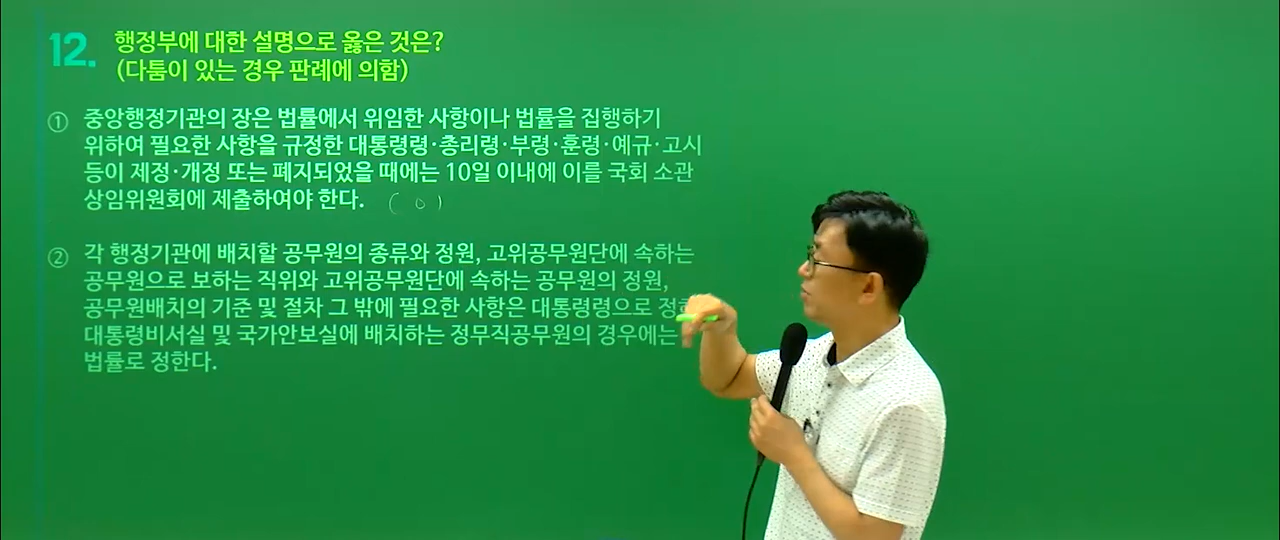 12. 행정부에 대한 설명으로 옳은 것은?
(다툼이 있는 경우 판례에 의함)
① 중앙행정기관의 장은 법률에서 위임한 사항이나 법률을 집행하기
위하여 필요한 사항을 규정한 대통령령·총리령·부령·훈령·예규·고시
등이 제정·개정 또는 폐지되었을 때에는 10일 이내에 이를 국회 소관
상임위원회에 제출하여야 한다. ( o )
② 각 행정기관에 배치할 공무원의 종류와 정원, 고위공무원단에 속하는
공무원으로 보하는 직위와 고위공무원단에 속하는 공무원의 정원,
공무원배치의 기준 및 절차 그 밖에 필요한 사항은 대통령령으로
대통령비서실 및 국가안보실에 배치하는 정무직공무원의 경우에는
법률로 정한다.